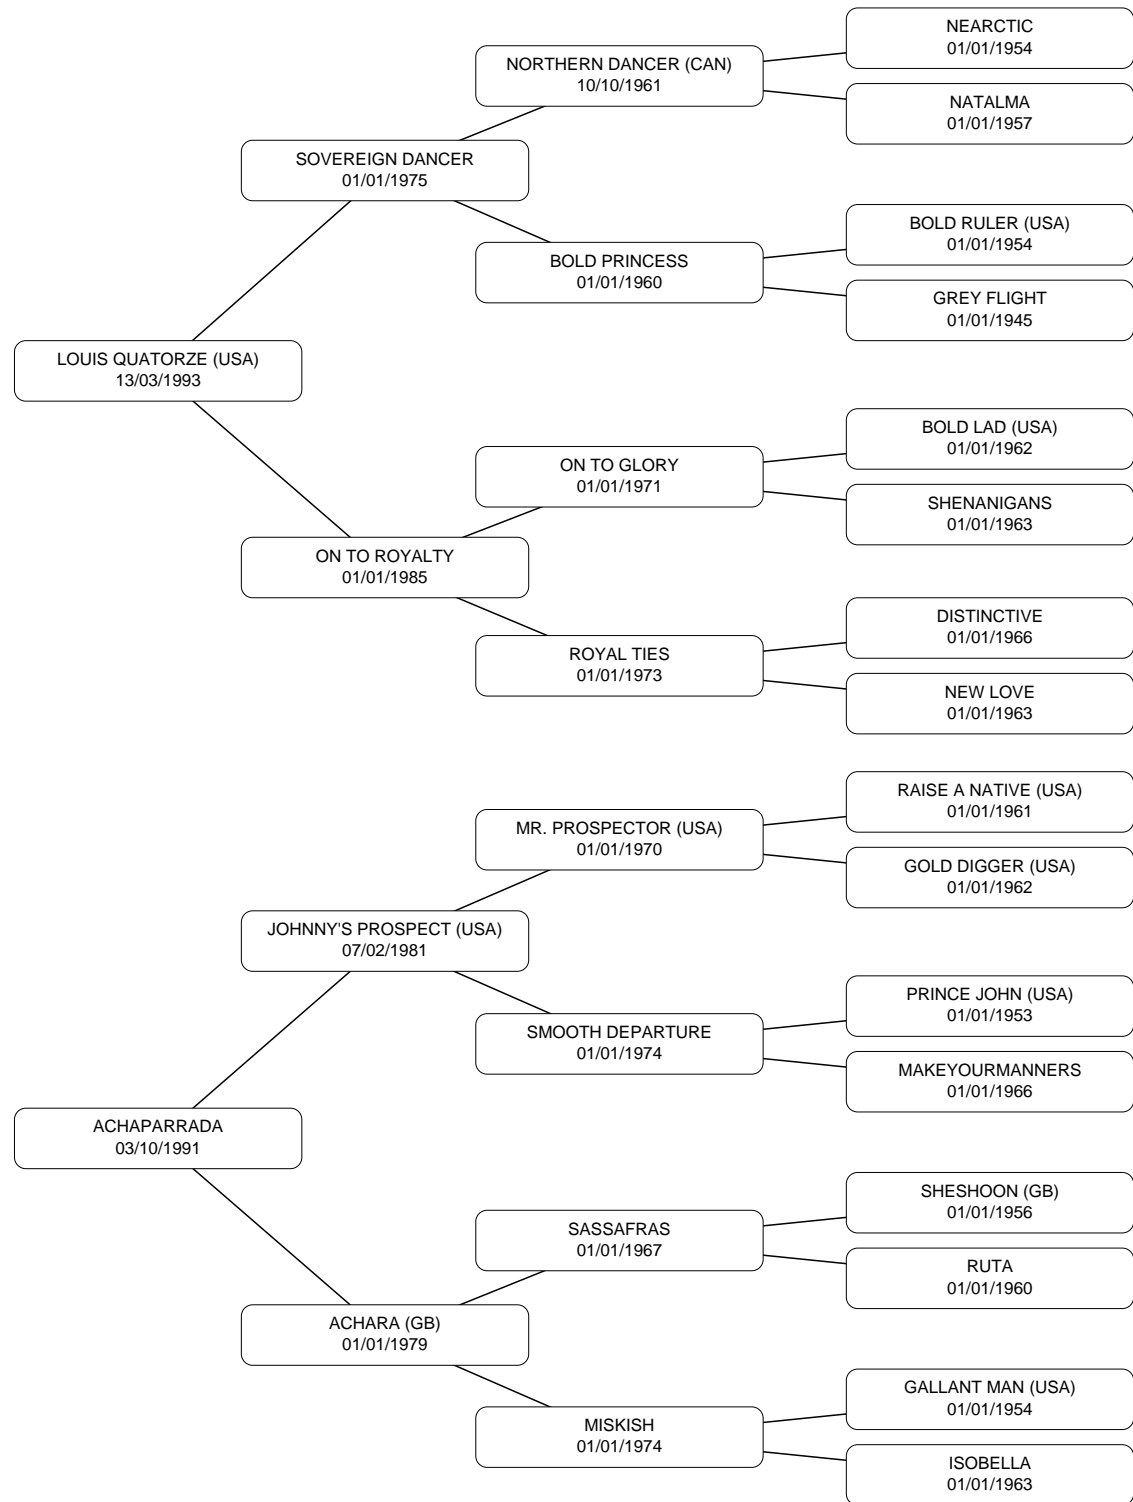 NEARCTIC
01/01/1954
NORTHERN DANCER (CAN)
10/10/1961
NATALMA
01/01/1957
SOVEREIGN DANCER
01/01/1975
BOLD RULER (USA)
01/01/1954
BOLD PRINCESS
01/01/1960
GREY FLIGHT
01/01/1945
LOUIS QUATORZE (USA)
13/03/1993
BOLD LAD (USA)
01/01/1962
ON TO GLORY
01/01/1971
SHENANIGANS
01/01/1963
ON TO ROYALTY
01/01/1985
DISTINCTIVE
01/01/1966
ROYAL TIES
01/01/1973
NEW LOVE
01/01/1963
RAISE A NATIVE (USA)
01/01/1961
MR. PROSPECTOR (USA)
01/01/1970
GOLD DIGGER (USA)
01/01/1962
JOHNNY'S PROSPECT (USA)
07/02/1981
PRINCE JOHN (USA)
01/01/1953
SMOOTH DEPARTURE
01/01/1974
MAKEYOURMANNERS
01/01/1966
ACHAPARRADA
03/10/1991
SHESHOON (GB)
01/01/1956
SASSAFRAS
01/01/1967
RUTA
01/01/1960
ACHARA (GB)
01/01/1979
GALLANT MAN (USA)
01/01/1954
MISKISH
01/01/1974
ISOBELLA
01/01/1963